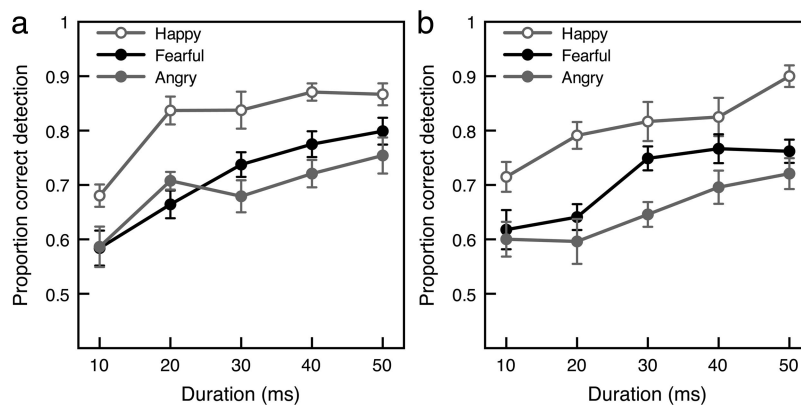 a
Happy
Fearful
Angry
1
0.9
0.8
0.7
0.6
0.5
Proportion correct detection
10 20 30 40 50
Duration (ms)
b
Happy
Fearful
Angry
1
0.9
0.8
0.7
0.6
0.5
Proportion correct detection
10 20 30 40 50
Duration (ms)